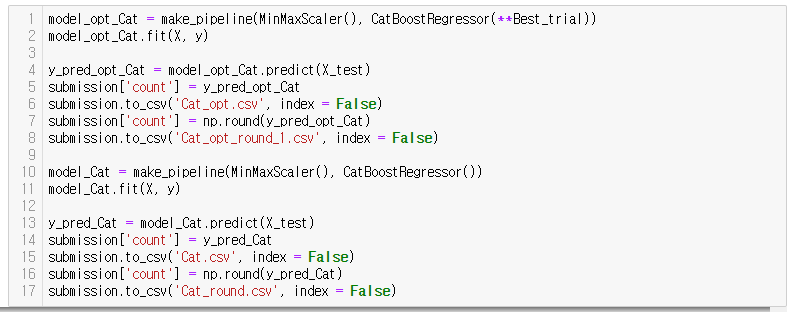 1 model_opt_Cat = make_pipeline(MinMaxScaler(), CatBoostRegressor(**Best_trial))
2 model_opt_Cat.fit(X, y)
3
4 y_pred_opt_Cat = model_opt_Cat.predict(X_test)
5 submission['count'] = y_pred_opt_Cat
6 submission.to_csv('Cat_opt.csv', index = False)
7 submission['count'] = np.round(y_pred_opt_Cat)
8 submission.to_csv('Cat_opt_round_1.csv', index = False)
9
10 model_Cat = make_pipeline(MinMaxScaler(), CatBoostRegressor())
11 model_Cat.fit(X, y)
12
13 y_pred_Cat = model_Cat.predict(X_test)
14 submission['count'] = y_pred_Cat
15 submission.to_csv('Cat.csv', index = False)
16 submission['count'] = np.round(y_pred_Cat)
17 submission.to_csv('Cat_round.csv', index = False)